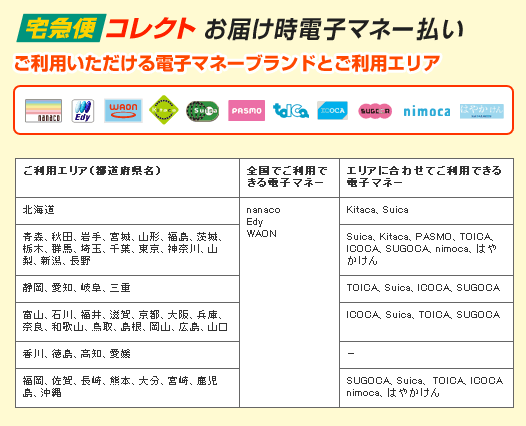 宅急便コレクト お届け時電子マネー払い
ご利用いただける電子マネーブランドとご利用エリア
nanaco Edy WAON Kitaca Suica PASMO TOICA ICOCA SUGOCA nimoca はやかけん
ご利用エリア(都道府県名)
全国でご利用で
きる電子マネー
エリアに合わせてご利用できる
電子マネー
北海道
nanaco
Edy
WAON
Kitaca、Suica
青森、秋田、岩手、宮城、山形、福島、茨城、
栃木、群馬、埼玉、千葉、東京、神奈川、山
梨、新潟、長野
Suica、Kitaca、PASMO、TOICA、
ICOCA、SUGOCA、nimoca、はや
かけん
静岡、愛知、岐阜、三重
TOICA、Suica、ICOCA、SUGOCA
富山、石川、福井、滋賀、京都、大阪、兵庫、
奈良、和歌山、鳥取、島根、岡山、広島、山口
ICOCA、Suica、TOICA、SUGOCA
香川、徳島、高知、愛媛
－
福岡、佐賀、長崎、熊本、大分、宮崎、鹿児
島、沖縄
SUGOCA、Suica、 TOICA、ICOCA
nimoca、はやかけん